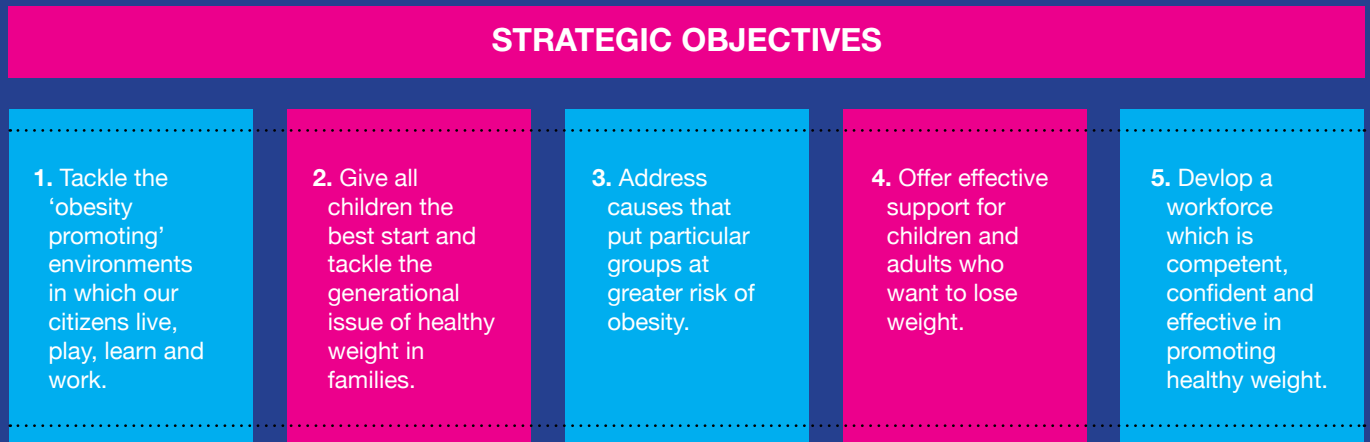 STRATEGIC OBJECTIVES
1. Tackle the
‘obesity
promoting’
environments
in which our
citizens live,
play, learn and
work.
2. Give all
children the
best start and
tackle the
generational
issue of healthy
weight in
families.
3. Address
causes that
put particular
groups at
greater risk of
obesity.
4. Offer effective
support for
children and
adults who
want to lose
weight.
5. Devlop a
workforce
which is
competent,
confident and
effective in
promoting
healthy weight.